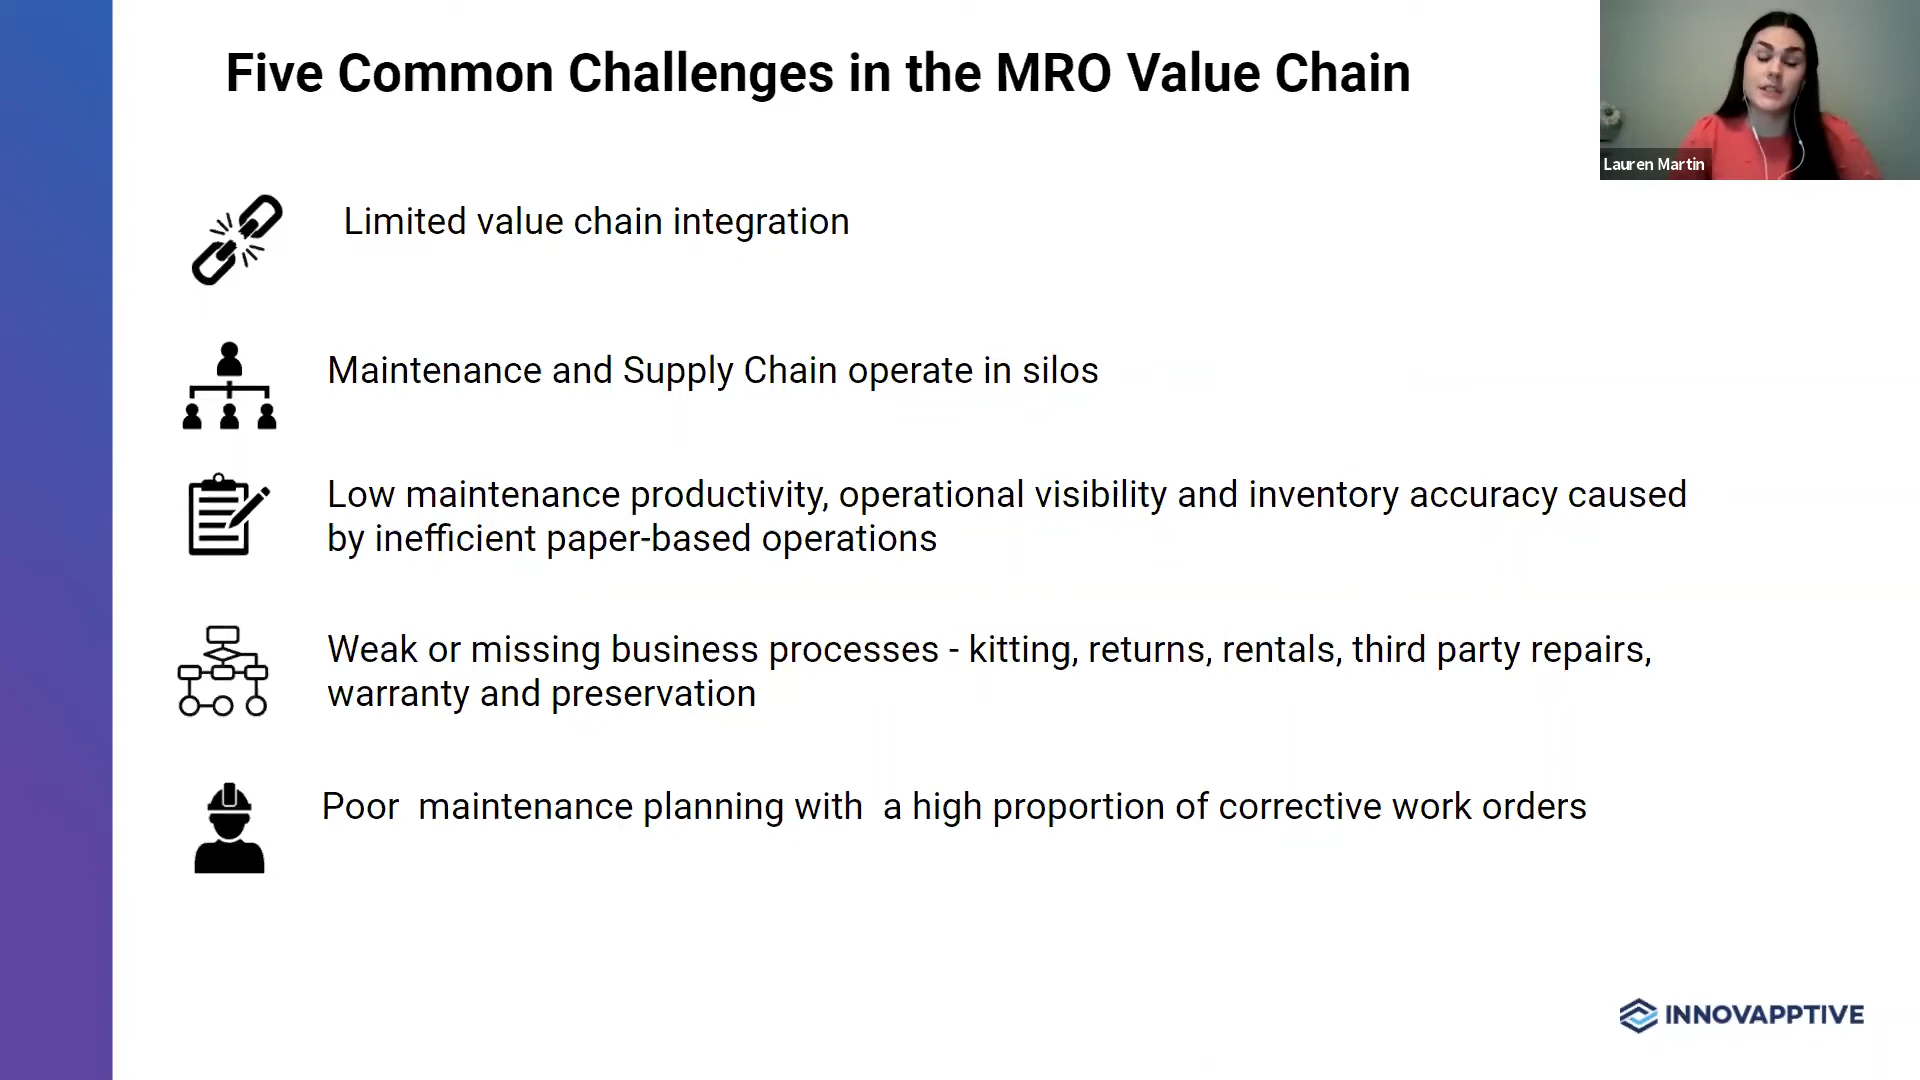 Five Common Challenges in the MRO Value Chain
Lauren Martin
Limited value chain integration
Maintenance and Supply Chain operate in silos
Low maintenance productivity, operational visibility and inventory accuracy caused
by inefficient paper-based operations
Weak or missing business processes - kitting, returns, rentals, third party repairs,
warranty and preservation
Poor  maintenance planning with  a high proportion of corrective work orders
INNOVAPPTIVE